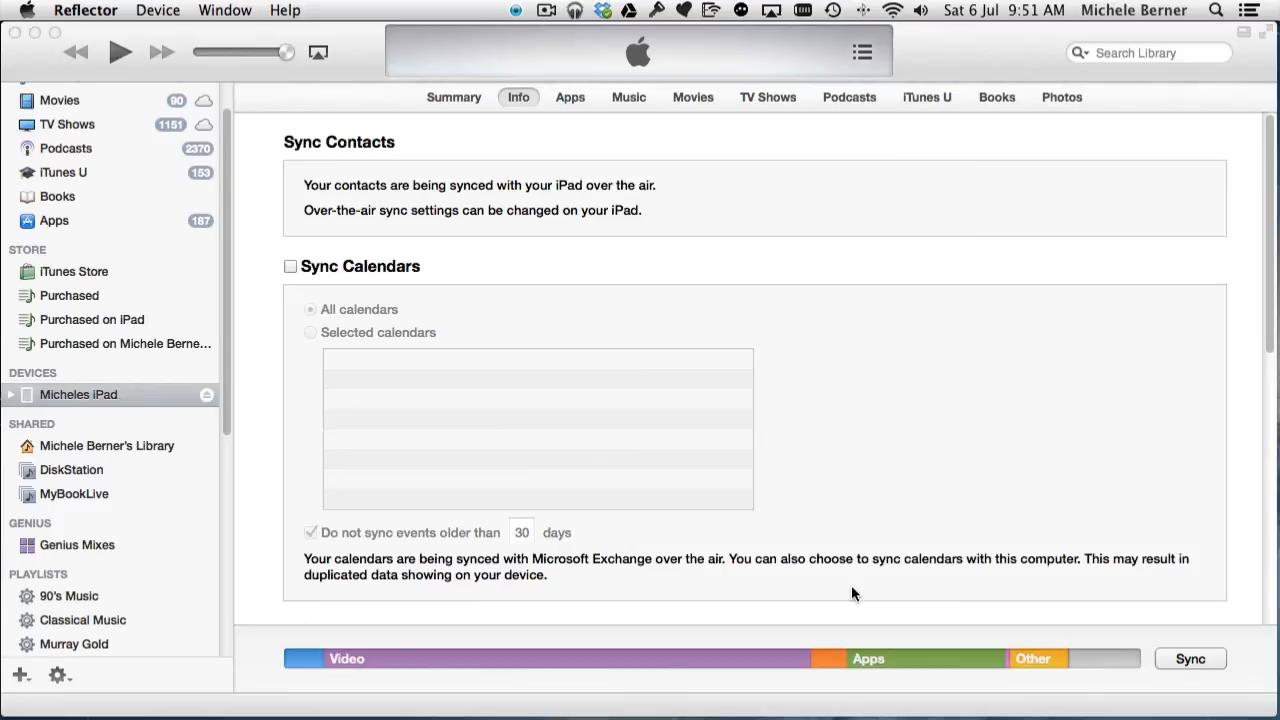 Reflector Device Window Help Sat 6 Jul 9:51 AM Michele Berner
Search Library
Movies 90
TV Shows 1151
Podcasts 2370
iTunes U 153
Books
Apps 187
STORE
iTunes Store
Purchased
Purchased on iPad
Purchased on Michele Berne...
DEVICES
Micheles iPad
SHARED
Michele Berner's Library
DiskStation
MyBookLive
GENIUS
Genius Mixes
PLAYLISTS
90's Music
Classical Music
Murray Gold
Summary Info Apps Music Movies TV Shows Podcasts iTunes U Books Photos
Sync Contacts
Your contacts are being synced with your iPad over the air.
Over-the-air sync settings can be changed on your iPad.
Sync Calendars
All calendars
Selected calendars
Do not sync events older than 30 days
Your calendars are being synced with Microsoft Exchange over the air. You can also choose to sync calendars with this computer. This may result in
duplicated data showing on your device.
Video Apps Other Sync